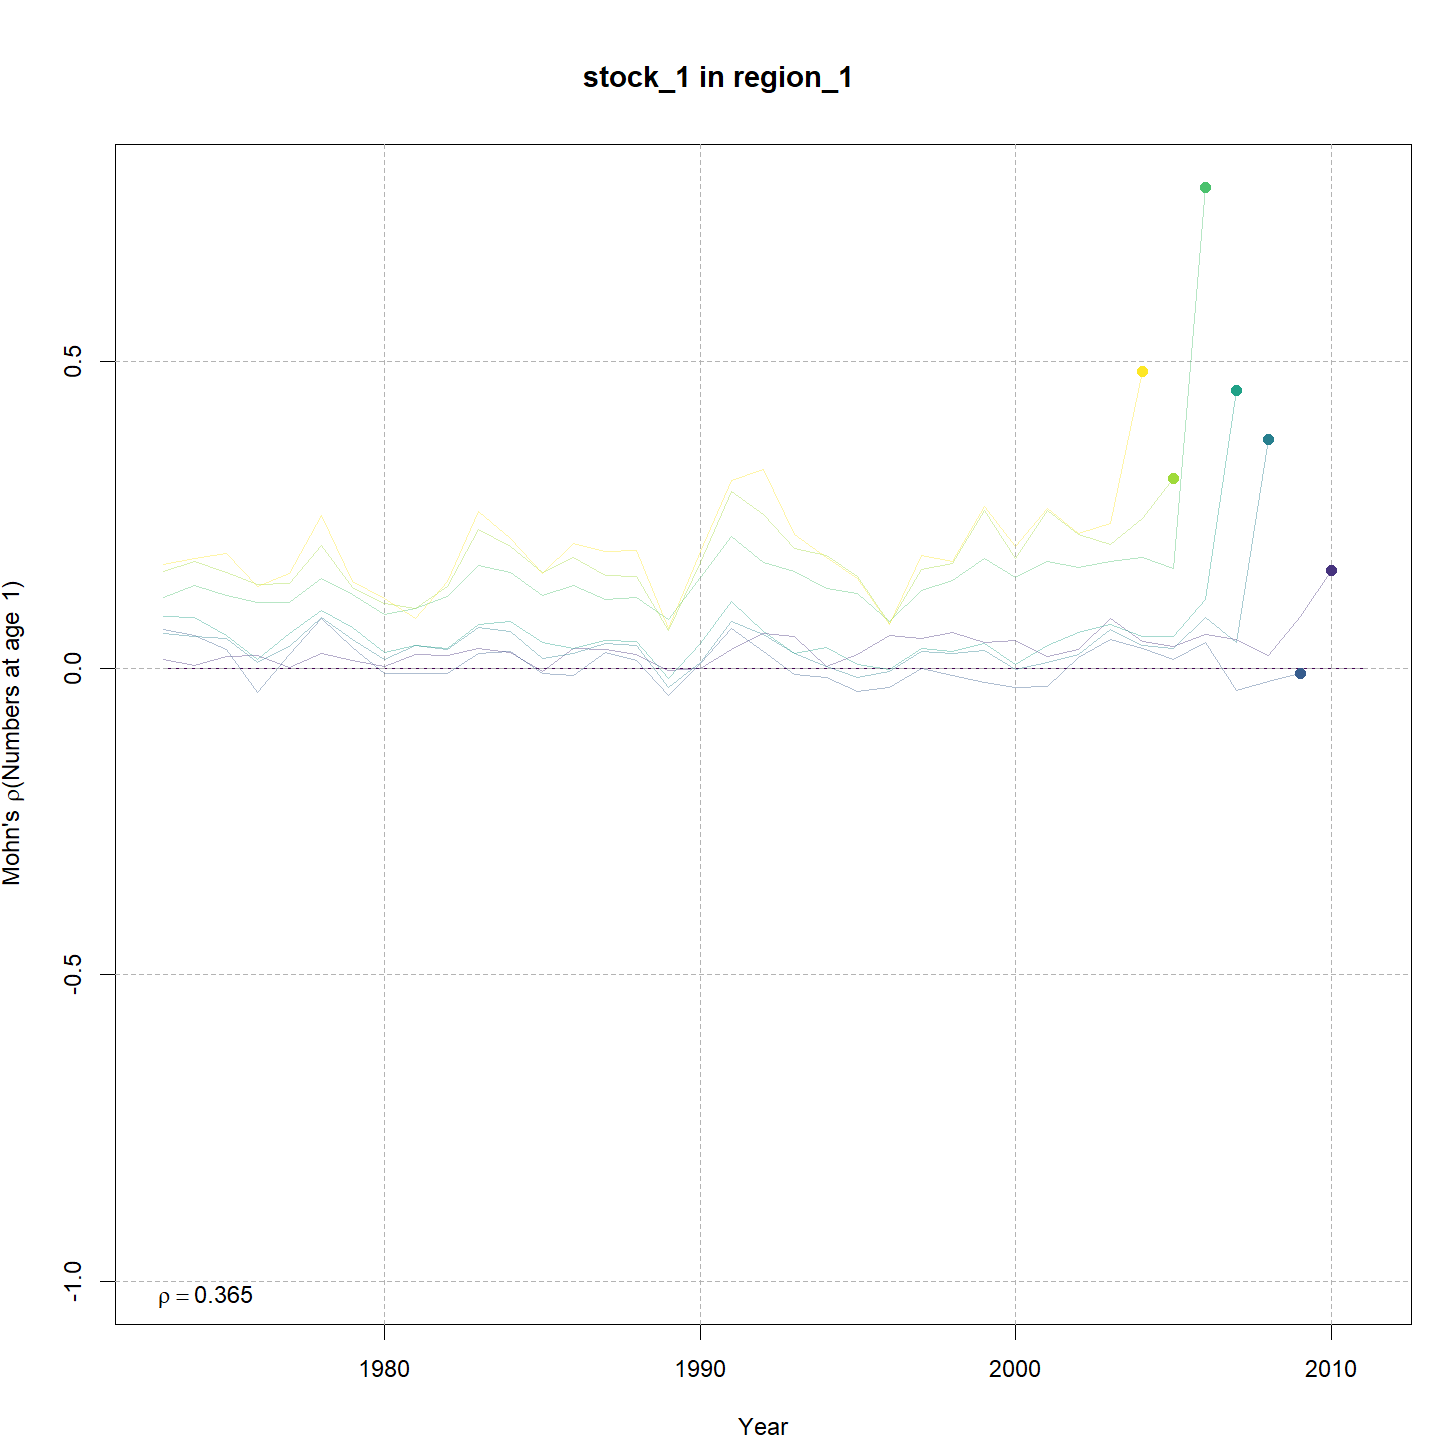 stock_1 in region_1
Mohn's ρ(Numbers at age 1)
0.5
0.0
-0.5
-1.0
ρ = 0.365
1980 1990 2000 2010
Year